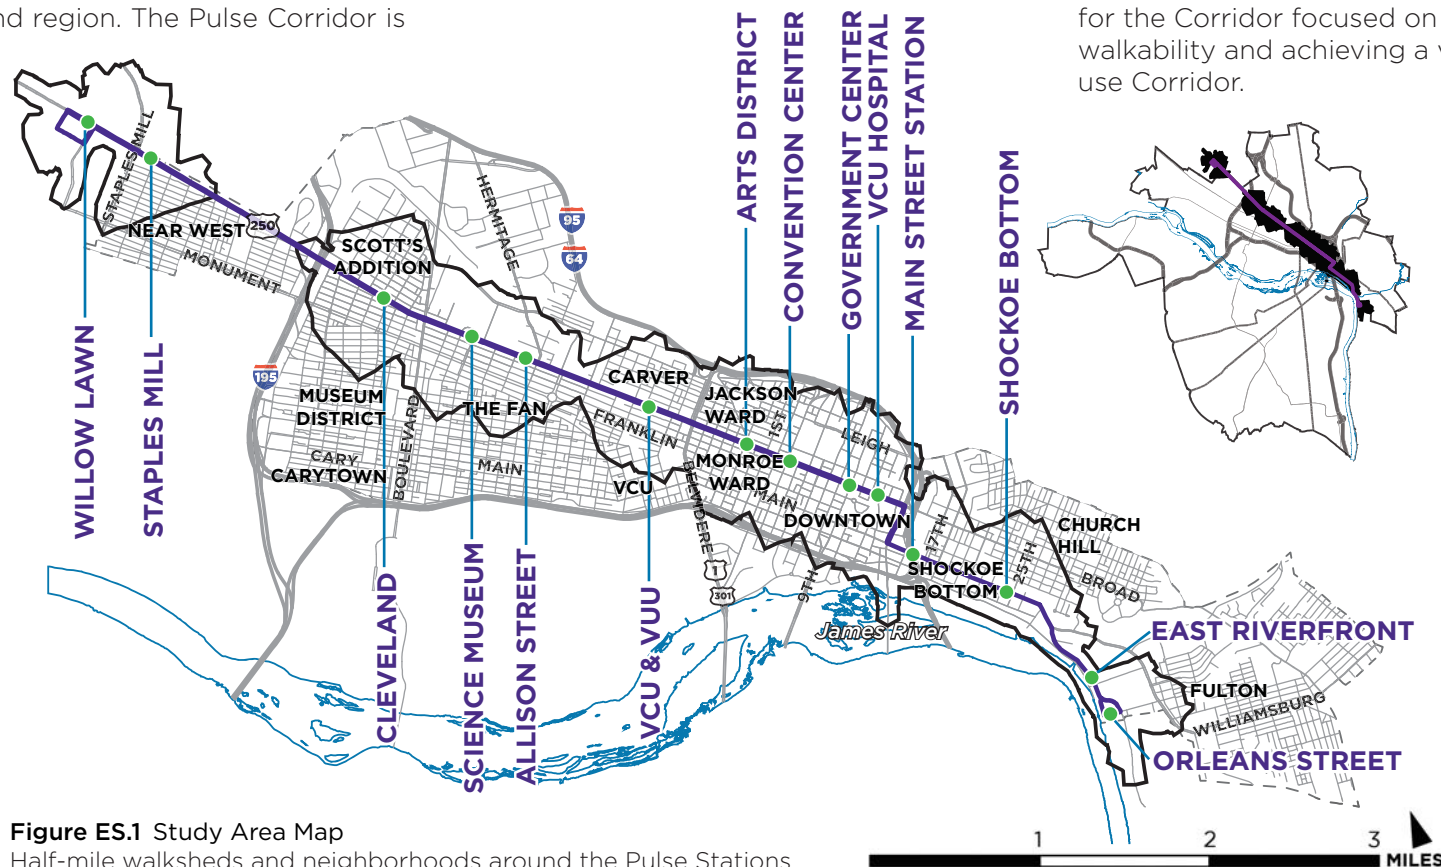 nd region. The Pulse Corridor is
for the Corridor focused on
walkability and achieving a v
use Corridor.
ARTS DISTRICT
CONVENTION CENTER
GOVERNMENT CENTER
VCU HOSPITAL
MAIN STREET STATION
SHOCKOE BOTTOM
STAPLES MILL
NEAR WEST
250
MONUMENT
SCOTT'S
ADDITION
HERMITAGE
95
64
195
WILLOW LAWN
STAPLES MILL
MUSEUM
DISTRICT
BOULEVARD
THE FAN
CARY
CARYTOWN
MAIN
FRANKLIN
CARVER
VCU
BELVIDERE
JACKSON
WARD
1ST
LEIGH
MONROE
WARD
MAIN
DOWNTOWN
17TH
25TH
CHURCH
HILL
BROAD
SHOCKOE
BOTTOM
1
301
9TH
James River
CLEVELAND
SCIENCE MUSEUM
ALLISON STREET
VCU & VUU
EAST RIVERFRONT
FULTON
WILLIAMSBURG
ORLEANS STREET
Figure ES.1 Study Area Map
Half-mile walksheds and neighborhoods around the Pulse Stations
1 2 3
MILES